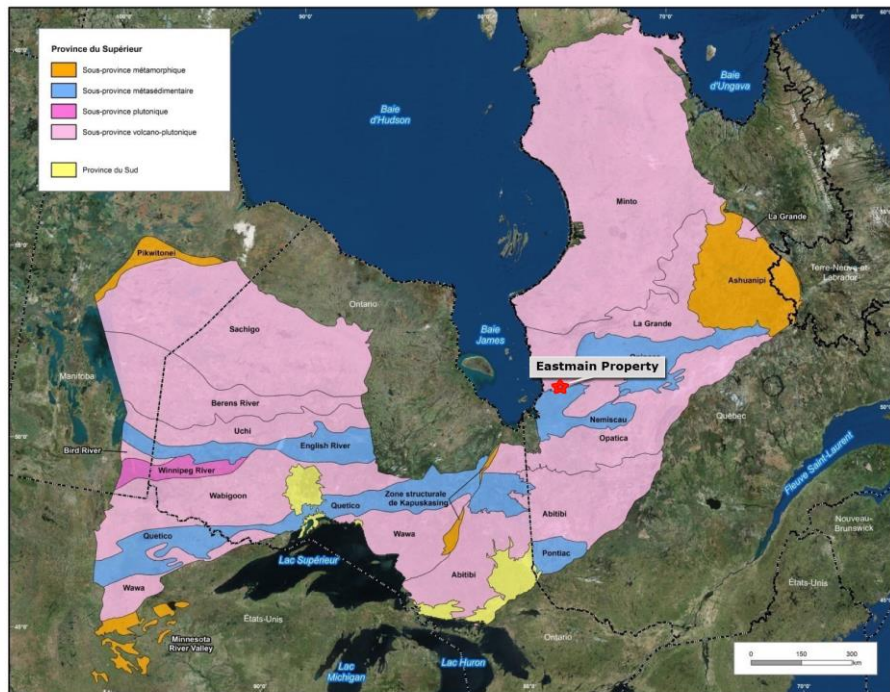 Province du Supérieur
Sous-province métamorphique
Sous-province métasédimentaire
Sous-province plutonique
Sous-province volcano-plutonique
Province du Sud
Baie
d'Hudson
Baie
d'Ungava
Minto
La Grande
Pikwitonei
Terre-Neuve et
Labrador
Ashuanipi
Ontario
Sachigo
La Grande
Baie
James
Eastmain Property
Manitoba
Berens River
Québec
Uchi
Nemiscau
Opatica
Bird River
English River
Winnipeg River
Fleuve Saint-Laurent
Wabigoon
Quetico
Zone structurale
de Kapuskasing
Abitibi
Nouveau-
Brunswick
Quetico
Wawa
Pontiac
Lac Supérieur
Abitibi
États-Unis
Wawa
États-Unis
Minnesota
River Valley
Ontario
Lac
Michigan
Lac Huron
0 150 300
km